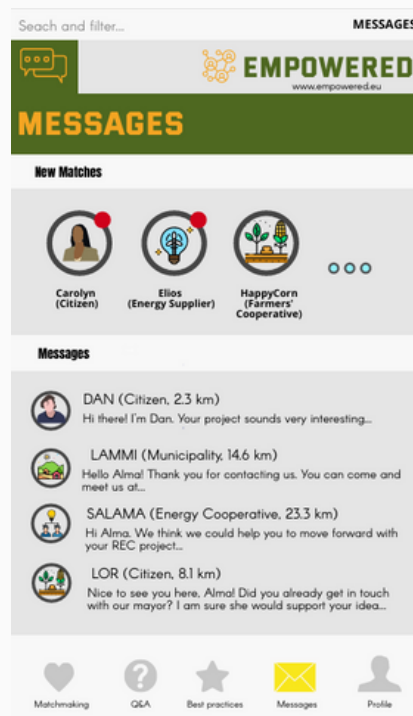 Seach and filter...
MESSAGES
EMPOWERED
www.empowered.eu
MESSAGES
New Matches
Carolyn
(Citizen)
Elios
(Energy Supplier)
HappyCorn
(Farmers'
Cooperative)
Messages
DAN (Citizen, 2.3 km)
Hi there! I'm Dan. Your project sounds very interesting...
LAMMI (Municipality, 14.6 km)
Hello Alma! Thank you for contacting us. You can come and
meet us at...
SALAMA (Energy Cooperative, 23.3 km)
Hi Alma. We think we could help you to move forward with
your REC project...
LOR (Citizen, 8.1 km)
Nice to see you here, Alma! Did you already get in touch
with our mayor? I am sure she would support your idea...
Matchmaking
Q&A
Best practices
Messages
Profile